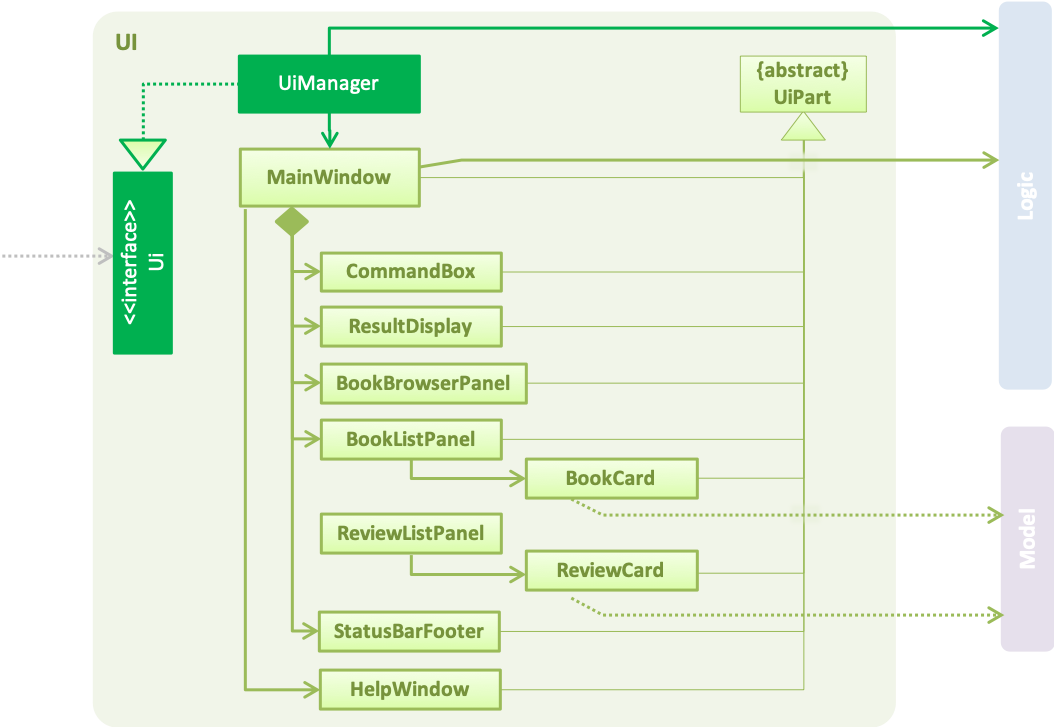 UI
UiManager
{abstract}
UiPart
MainWindow
Logic
<<interface>>
Ui
CommandBox
ResultDisplay
BookBrowserPanel
BookListPanel
BookCard
ReviewListPanel
Model
ReviewCard
StatusBarFooter
HelpWindow